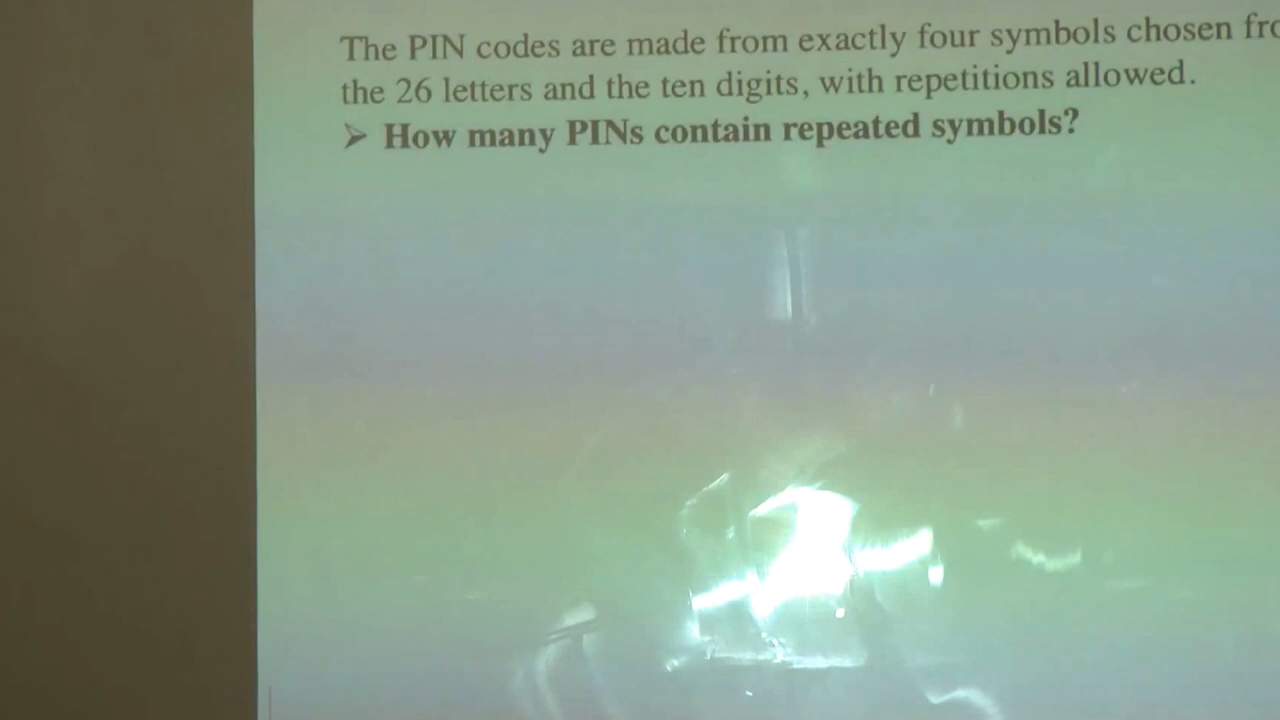 The PIN codes are made from exactly four symbols chosen
the 26 letters and the ten digits, with repetitions allowed.
➢ How many PINs contain repeated symbols?